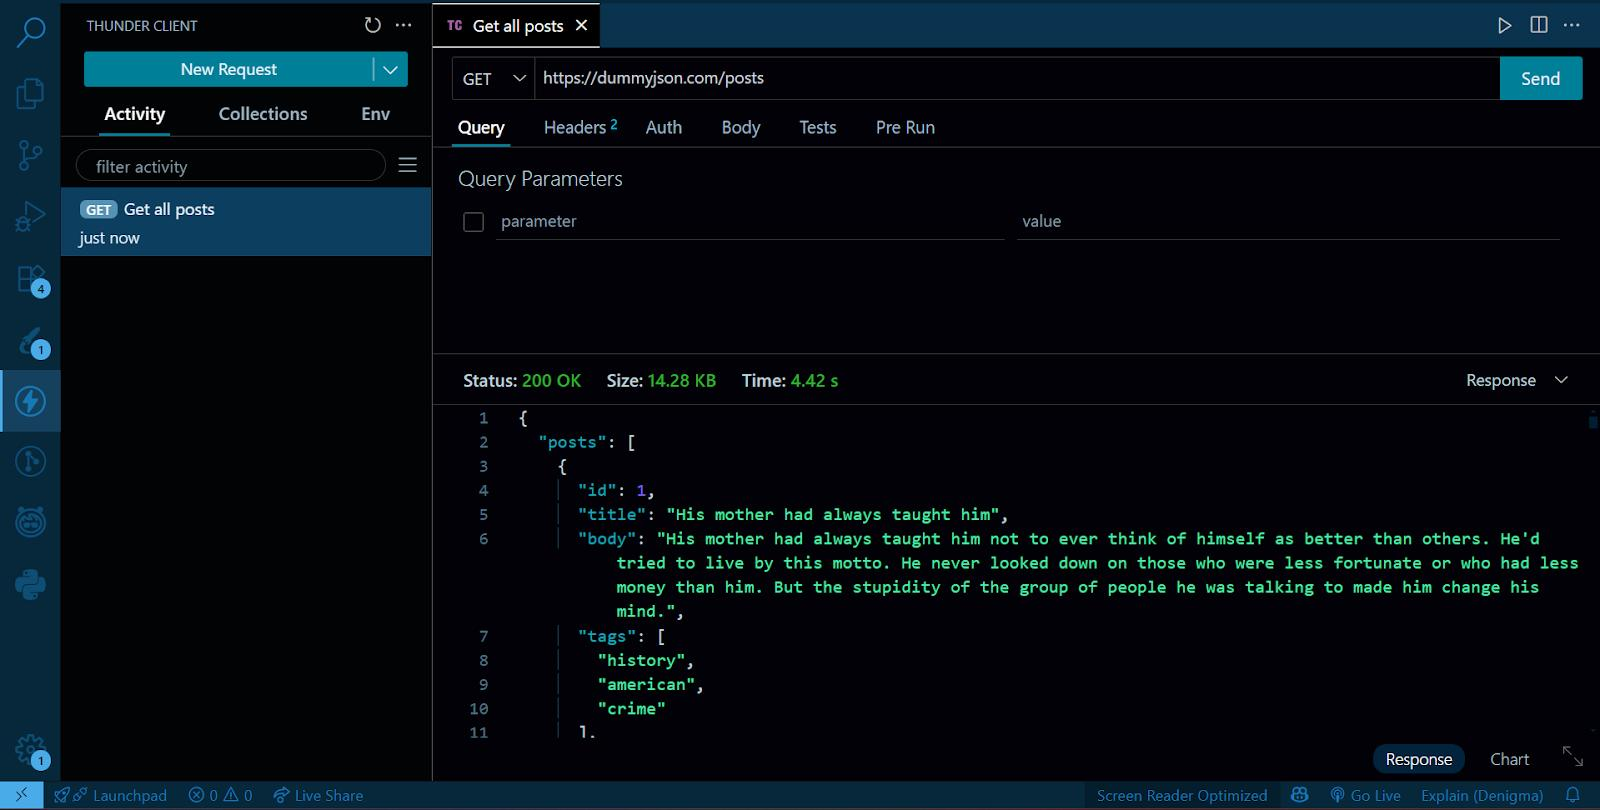 THUNDER CLIENT
TC Get all posts
New Request
GET https://dummyjson.com/posts Send
Activity Collections Env
Query Headers 2 Auth Body Tests Pre Run
filter activity
Query Parameters
GET Get all posts
just now
parameter value
4
1
Status: 200 OK Size: 14.28 KB Time: 4.42 s Response
1 {
2 "posts": [
3 {
4 "id": 1,
5 "title": "His mother had always taught him",
6 "body": "His mother had always taught him not to ever think of himself as better than others. He'd
tried to live by this motto. He never looked down on those who were less fortunate or who had less
money than him. But the stupidity of the group of people he was talking to made him change his
mind.",
7 "tags": [
8 "history",
9 "american",
10 "crime"
11 ],
1
Response Chart
Launchpad 0 0 Live Share Screen Reader Optimized Go Live Explain (Denigma)